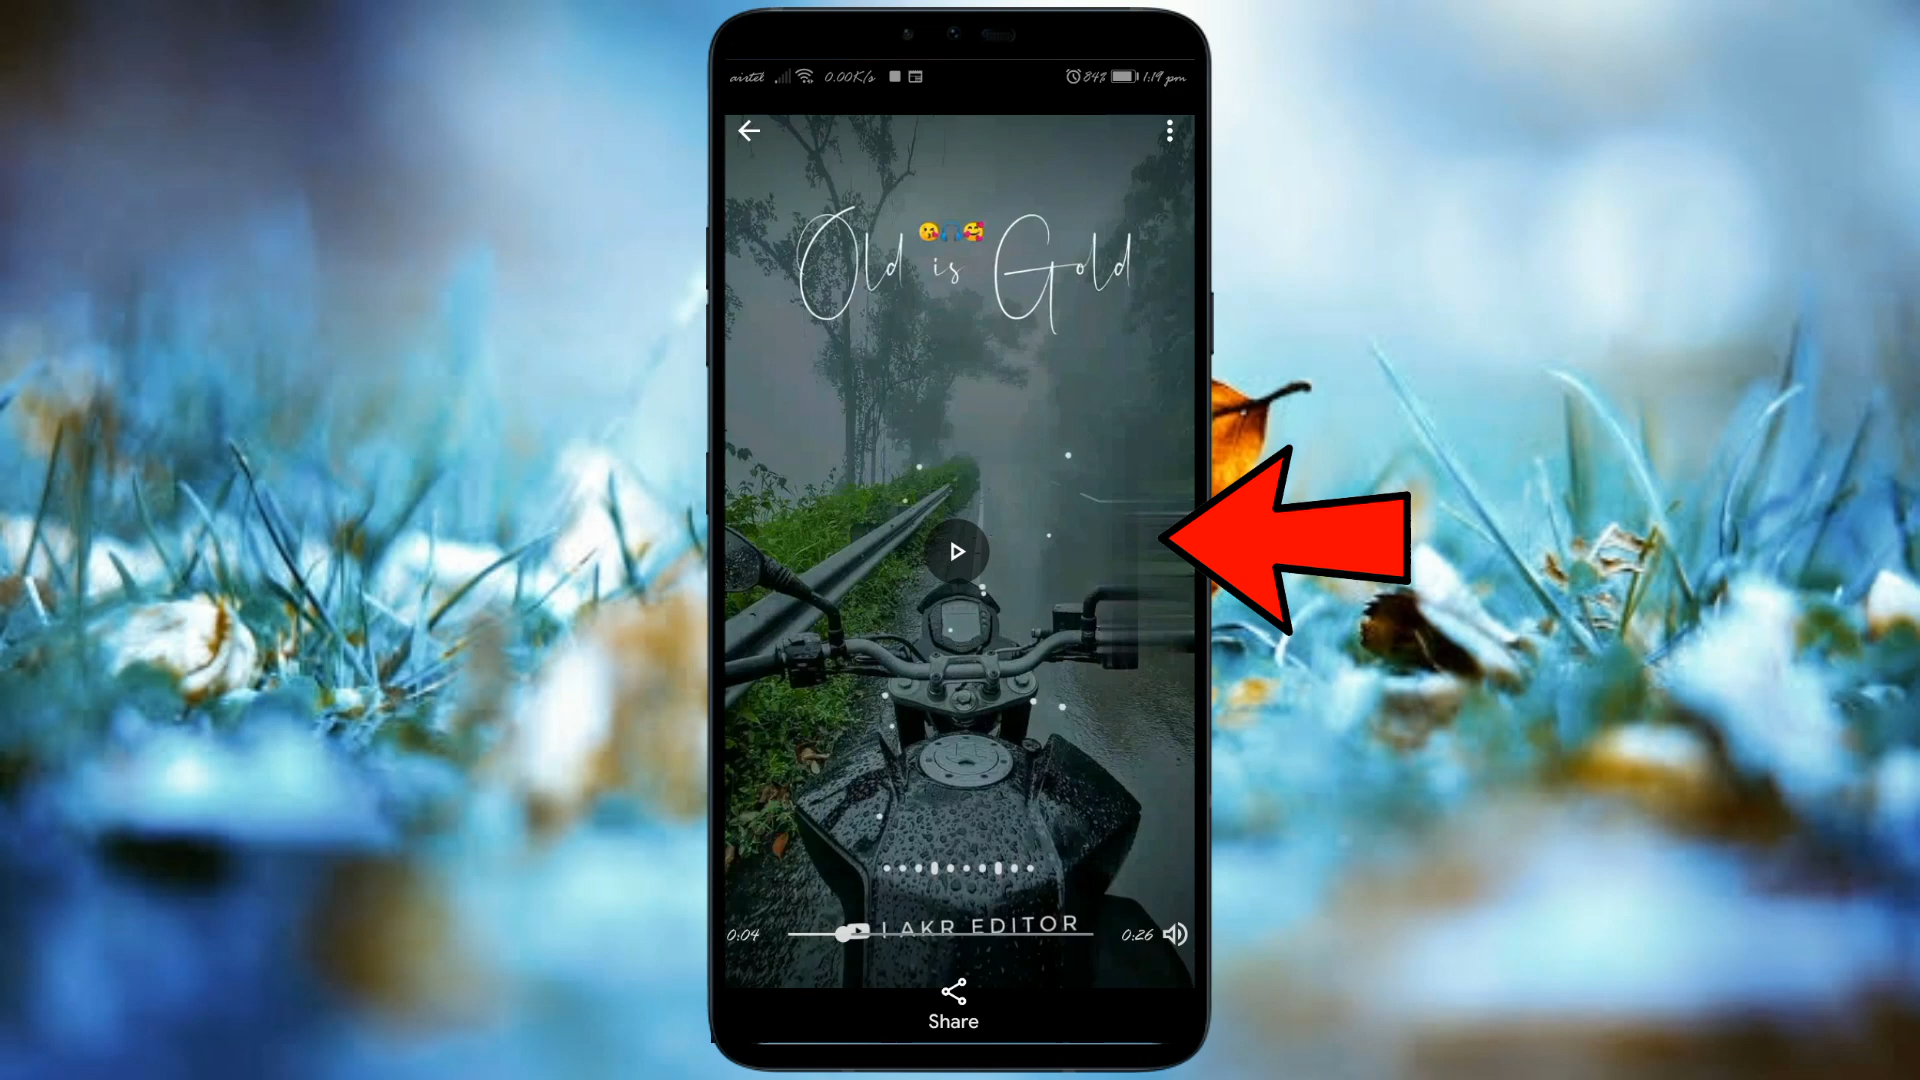 airtel 0.00K/s 84% 1:19 pm
Old is Gold
LAKR EDITOR
0:04 0:26
Share